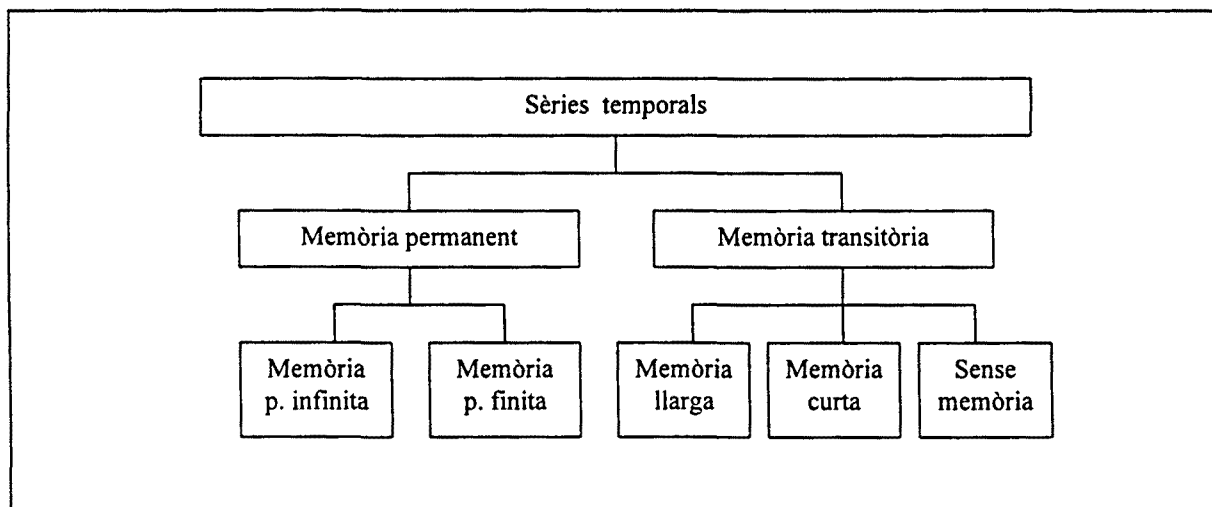 Sèries temporals
Memòria permanent
Memòria transitòria
Memòria
p. infinita
Memòria
p. finita
Memòria
llarga
Memòria
curta
Sense
memòria